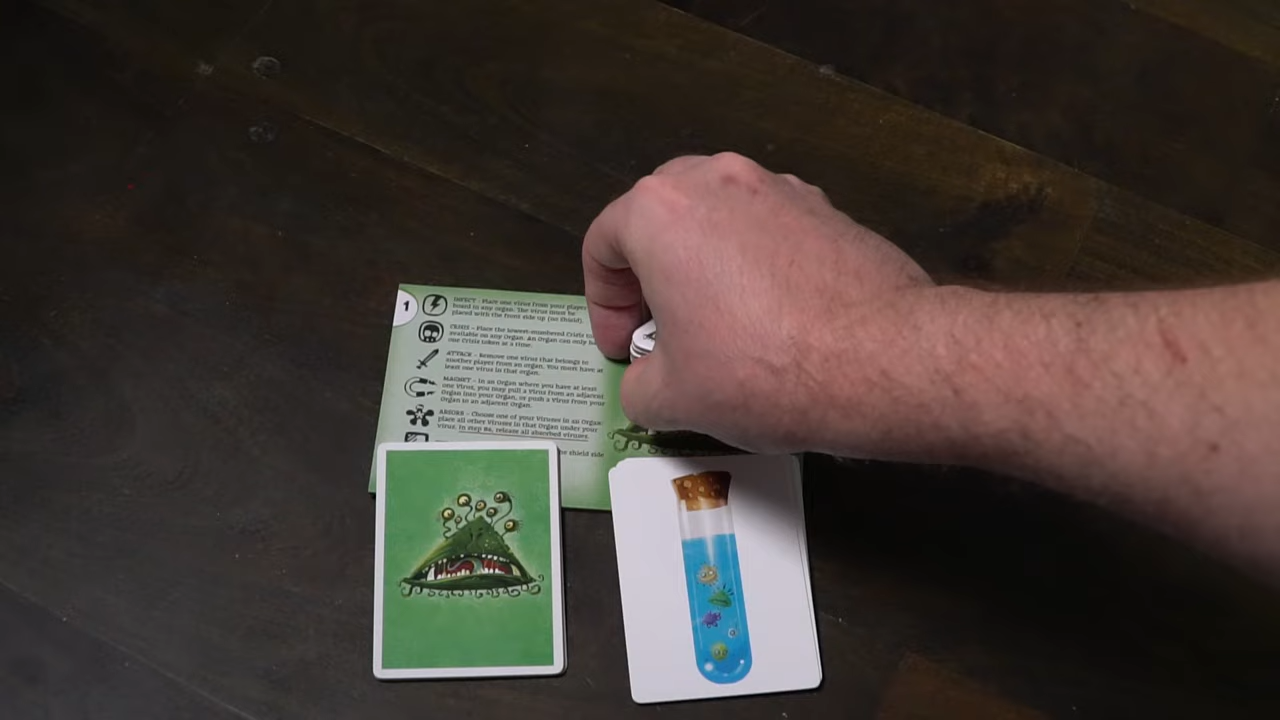 1
INFECT - Place one virus from your player
board to any organ. The virus must be
placed with the front side up (no shield).
CRISIS - Place the lowest-numbered Crisis
available on any Organ. An Organ can only
one Crisis token at a time.
ATTACK - Remove one virus that belongs to
another player from an organ. You must have at
least one virus in that organ.
MAGNET - In an Organ where you have at least
one Virus, you may pull a Virus from an adjacent
Organ into your Organ, or push a Virus from your
Organ to an adjacent Organ.
ABSORB - Choose one of your Viruses in an Organ
place all other Viruses in that Organ under your
virus. In step 6a, release all absorbed viruses.
the shield side